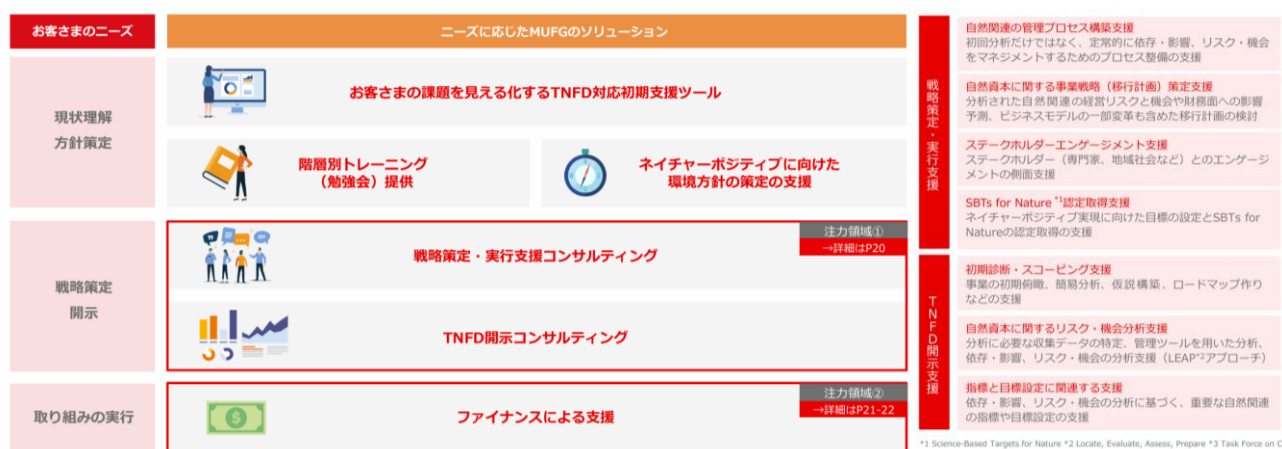 お客さまのニーズ
ニーズに応じたMUFGのソリューション
現状理解
方針策定
お客さまの課題を見える化するTNFD対応初期支援ツール
階層別トレーニング
（勉強会）提供
ネイチャーポジティブに向けた
環境方針の策定の支援
戦略策定
開示
注力領域①
→詳細はP20
戦略策定・実行支援コンサルティング
TNFD開示コンサルティング
取り組みの実行
注力領域②
→詳細はP21-22
ファイナンスによる支援
戦略策定・実行支援
自然関連の管理プロセス構築支援
初回分析だけではなく、定常的に依存・影響、リスク・機会
をマネジメントするためのプロセス整備の支援
自然資本に関する事業戦略（移行計画）策定支援
分析された自然関連の経営リスクと機会や財務面への影響
予測、ビジネスモデルの一部変革も含めた移行計画の検討
ステークホルダーエンゲージメント支援
ステークホルダー（専門家、地域社会など）とのエンゲージ
メントの側面支援
SBTs for Nature *1認定取得支援
ネイチャーポジティブ実現に向けた目標の設定とSBTs for
Natureの認定取得の支援
TNFD開示支援
初期診断・スコーピング支援
事業の初期俯瞰、簡易分析、仮説構築、ロードマップ作り
などの支援
自然資本に関するリスク・機会分析支援
分析に必要な収集データの特定、管理ツールを用いた分析、
依存・影響、リスク・機会の分析支援（LEAP*2アプローチ）
指標と目標設定に関連する支援
依存・影響、リスク・機会の分析に基づく、重要な自然関連
の指標や目標設定の支援
*1 Science-Based Targets for Nature *2 Locate, Evaluate, Assess, Prepare *3 Task Force on C